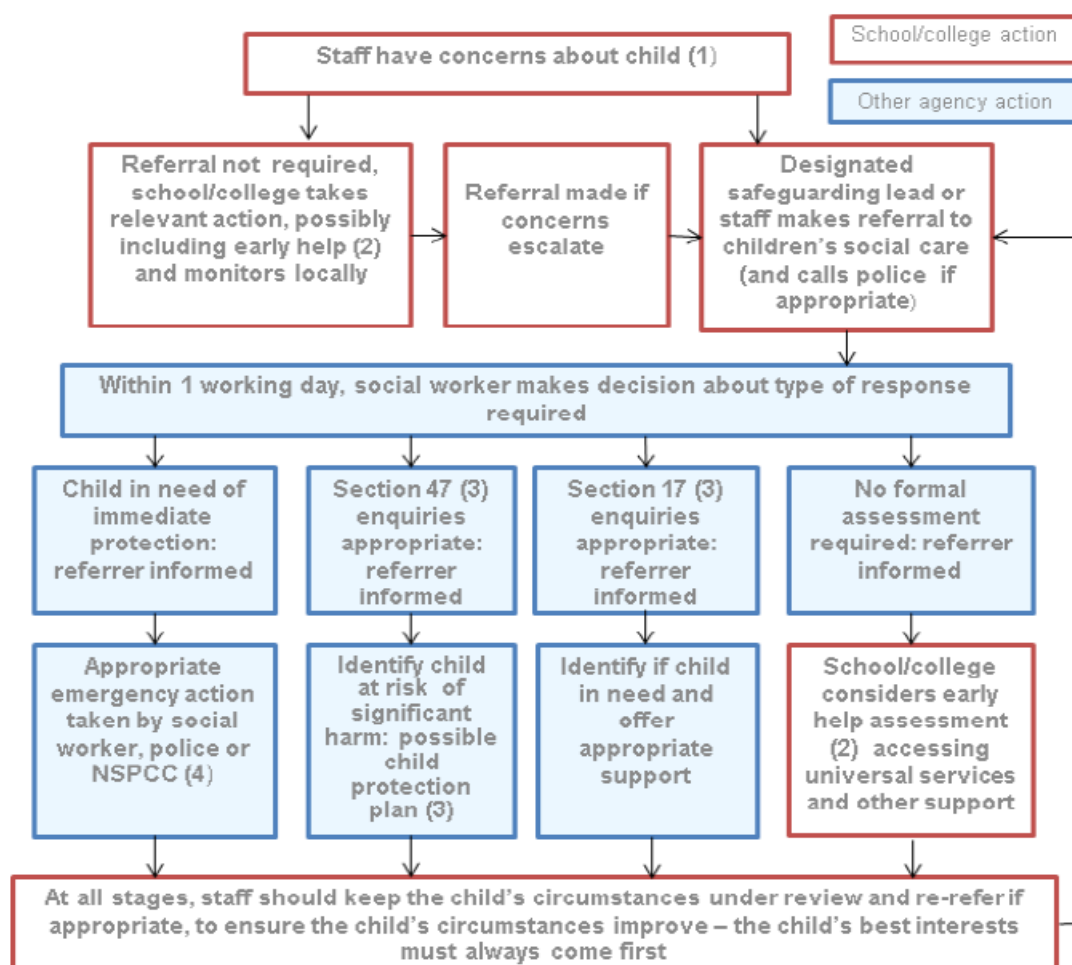 School/college action
Other agency action
Staff have concerns about child (1)
Referral not required,
school/college takes
relevant action, possibly
including early help (2)
and monitors locally
Referral made if
concerns
escalate
Designated
safeguarding lead or
staff makes referral to
children's social care
(and calls police if
appropriate)
Within 1 working day, social worker makes decision about type of response
required
Child in need of
immediate
protection:
referrer informed
Section 47 (3)
enquiries
appropriate:
referrer
informed
Section 17 (3)
enquiries
appropriate:
referrer
informed
No formal
assessment
required: referrer
informed
Appropriate
emergency action
taken by social
worker, police or
NSPCC (4)
Identify child
at risk of
significant
harm: possible
child
protection
plan (3)
Identify if child
in need and
offer
appropriate
support
School/college
considers early
help assessment
(2) accessing
universal services
and other support
At all stages, staff should keep the child's circumstances under review and re-refer if
appropriate, to ensure the child's circumstances improve – the child's best interests
must always come first